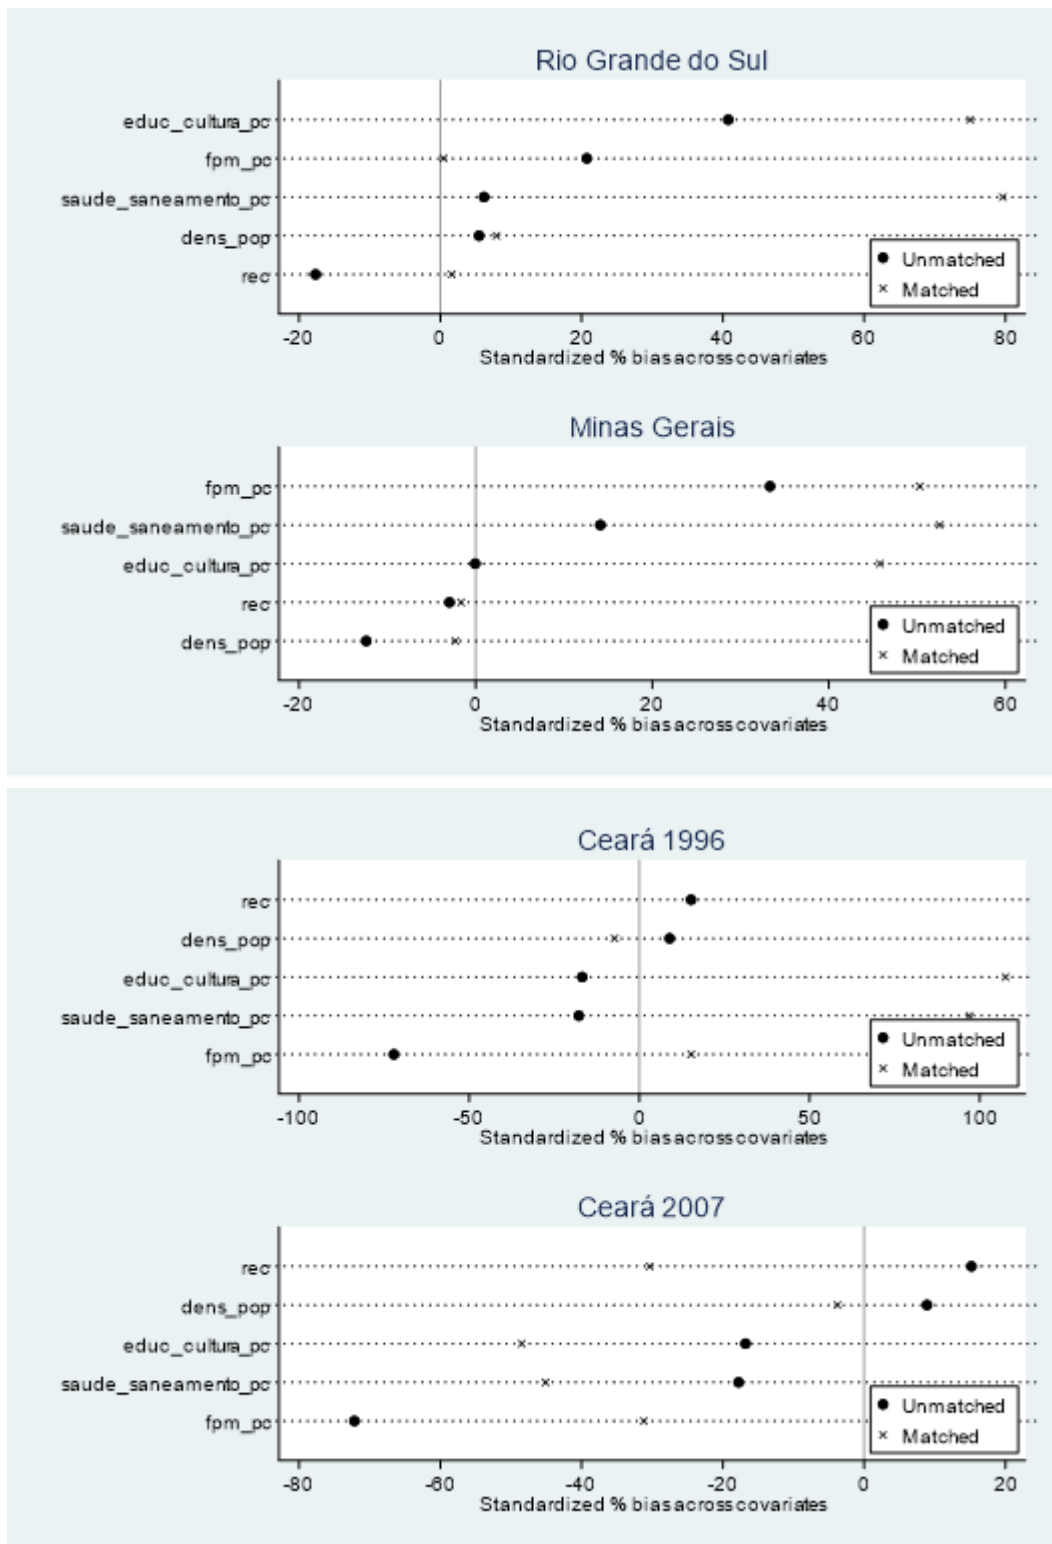 Rio Grande do Sul
educ_cultura_pc
fpm_pc
saude_saneamento_pc
dens_pop
rec
Unmatched
Matched
-20 0 20 40 60 80
Standardized % bias across covariates
Minas Gerais
fpm_pc
saude_saneamento_pc
educ_cultura_pc
rec
dens_pop
Unmatched
Matched
-20 0 20 40 60
Standardized % bias across covariates
Ceará 1996
rec
dens_pop
educ_cultura_pc
saude_saneamento_pc
fpm_pc
Unmatched
Matched
-100 -50 0 50 100
Standardized % bias across covariates
Ceará 2007
rec
dens_pop
educ_cultura_pc
saude_saneamento_pc
fpm_pc
Unmatched
Matched
-80 -60 -40 -20 0 20
Standardized % bias across covariates